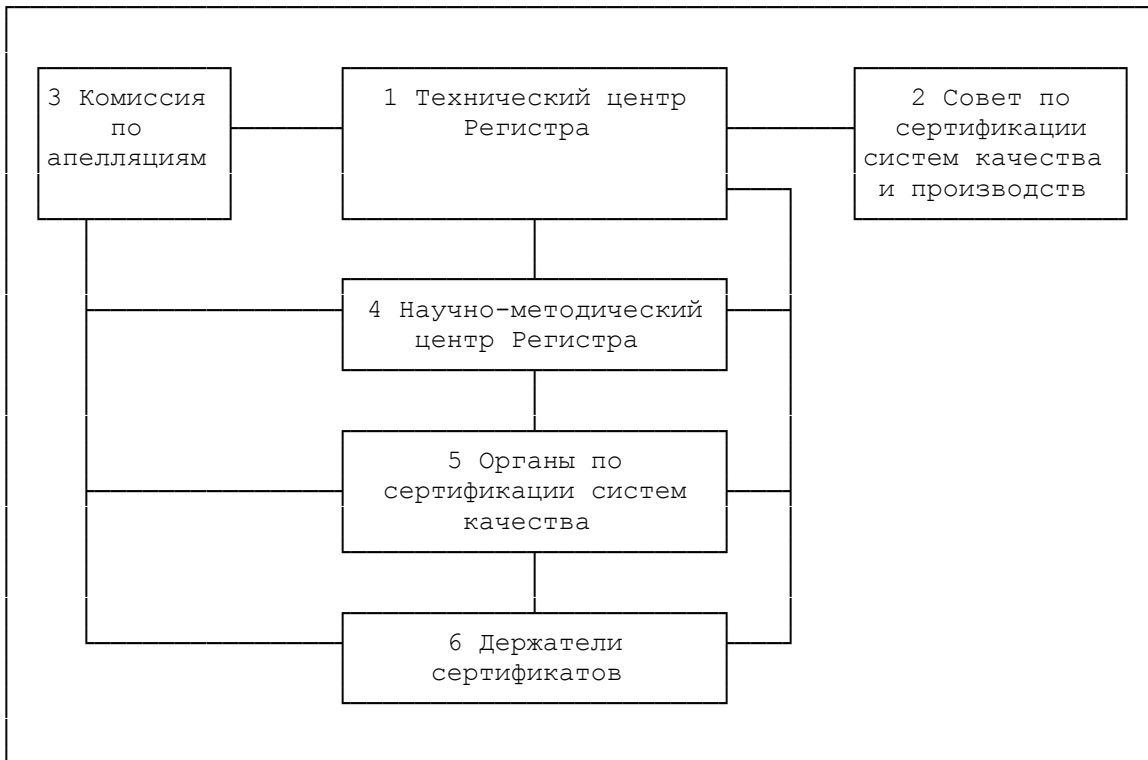 3 Комиссия
по
апелляциям
1 Технический центр
Регистра
2 Совет по
сертификации
систем качества
и производств
4 Научно-методический
центр Регистра
5 Органы по
сертификации систем
качества
6 Держатели
сертификатов